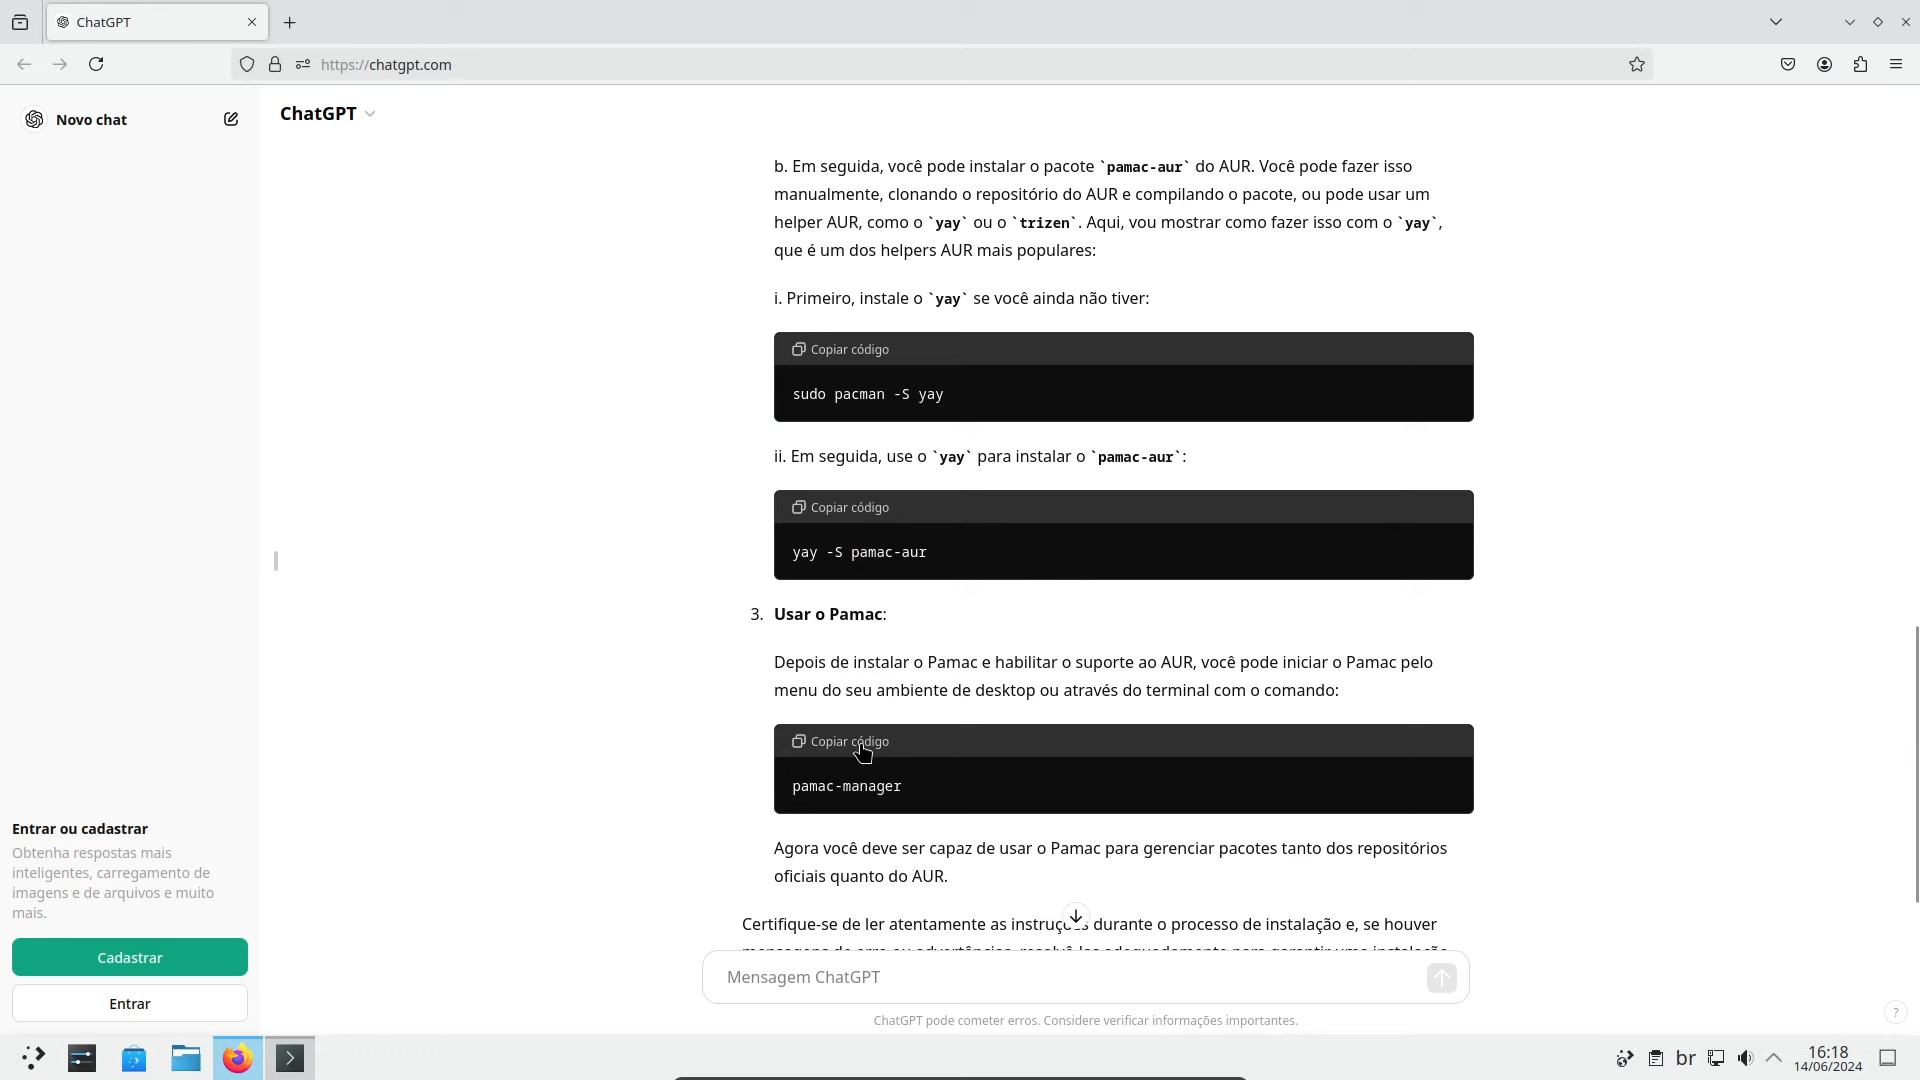 ChatGPT
https://chatgpt.com
Novo chat
ChatGPT
b. Em seguida, você pode instalar o pacote `pamac-aur` do AUR. Você pode fazer isso
manualmente, clonando o repositório do AUR e compilando o pacote, ou pode usar um
helper AUR, como o `yay` ou o `trizen`. Aqui, vou mostrar como fazer isso com o `yay`,
que é um dos helpers AUR mais populares:
i. Primeiro, instale o `yay` se você ainda não tiver:
Copiar código
sudo pacman -S yay
ii. Em seguida, use o `yay` para instalar o `pamac-aur`:
Copiar código
yay -S pamac-aur
3. Usar o Pamac:
Depois de instalar o Pamac e habilitar o suporte ao AUR, você pode iniciar o Pamac pelo
menu do seu ambiente de desktop ou através do terminal com o comando:
Copiar código
pamac-manager
Agora você deve ser capaz de usar o Pamac para gerenciar pacotes tanto dos repositórios
oficiais quanto do AUR.
Certifique-se de ler atentamente as instruções durante o processo de instalação e, se houver
Entrar ou cadastrar
Obtenha respostas mais
inteligentes, carregamento de
imagens e de arquivos e muito
mais.
Cadastrar
Entrar
Mensagem ChatGPT
ChatGPT pode cometer erros. Considere verificar informações importantes.
?
br
16:18
14/06/2024